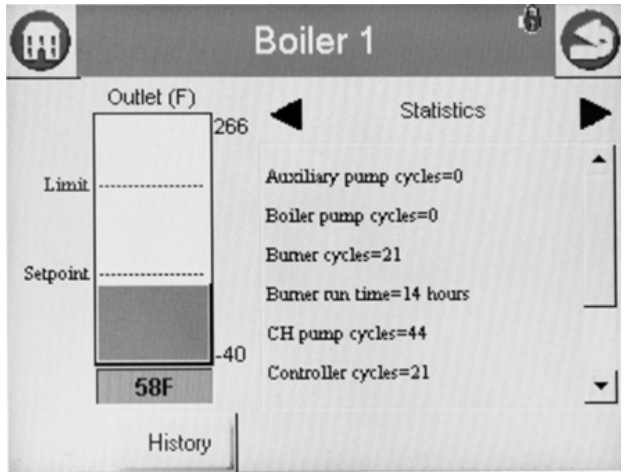 Boiler 1
Outlet (F)
266
Limit
Setpoint
-40
58F
History
Statistics
Auxiliary pump cycles=0
Boiler pump cycles=0
Burner cycles=21
Burner run time=14 hours
CH pump cycles=44
Controller cycles=21